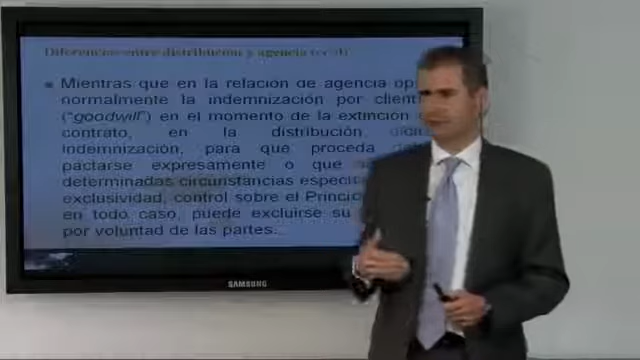 Diferencias entre distribución y agencia
Mientras que en la relación de agencia
normalmente la indemnización por
("goodwill") en el momento de la extinción
contrato, en la distribución
indemnización, para que proceda
pactarse expresamente o que
determinadas circunstancias
exclusividad, control sobre el
en todo caso, puede excluirse su
por voluntad de las partes.
SAMSUNG